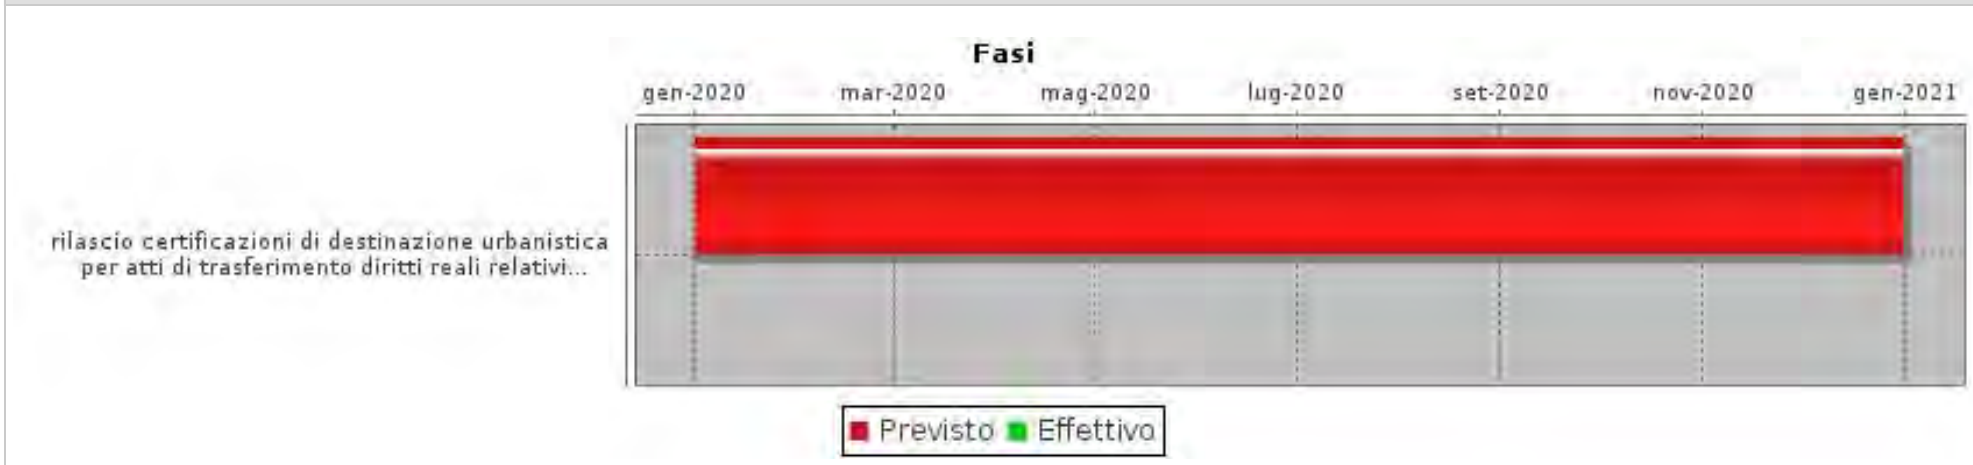 Fasi
gen-2020 mar-2020 mag-2020 lug-2020 set-2020 nov-2020 gen-2021
rilascio certificazioni di destinazione urbanistica
per atti di trasferimento diritti reali relativi...
Previsto Effettivo